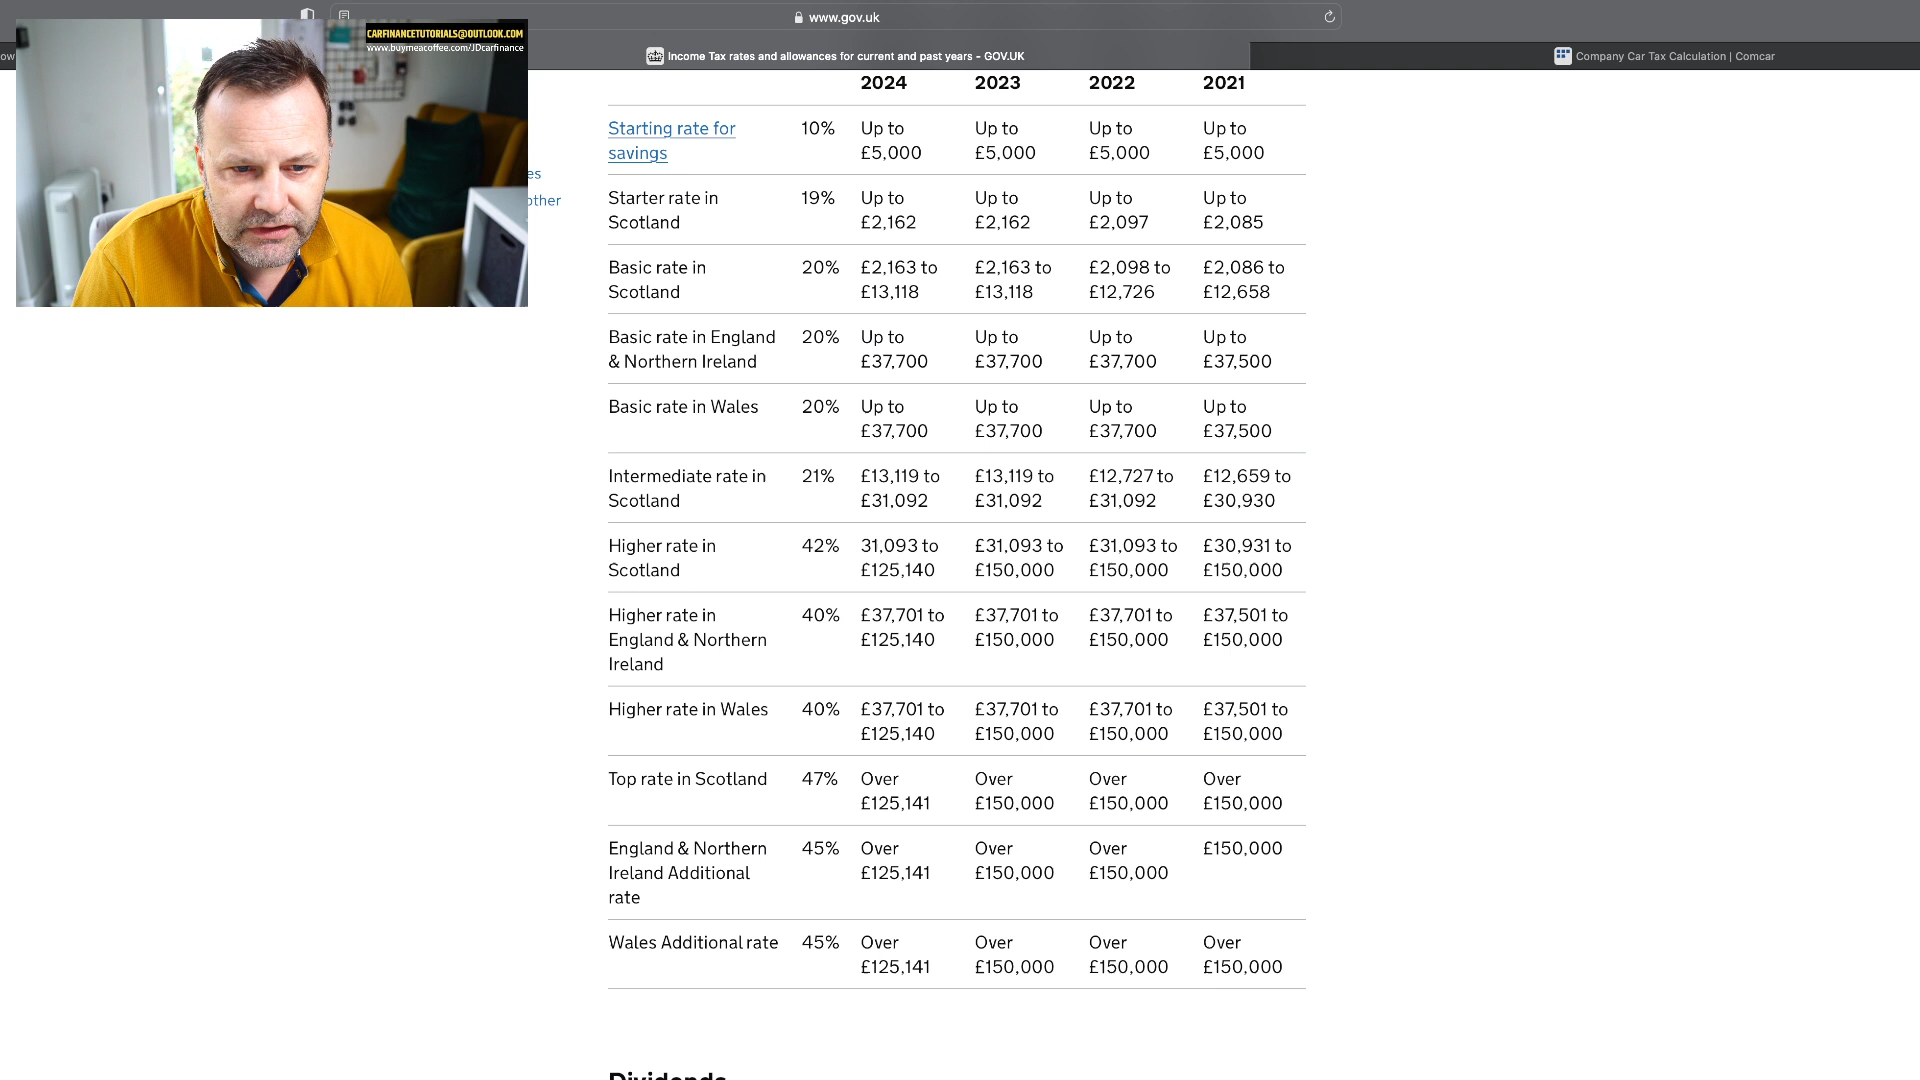 www.gov.uk
CARFINANCETUTORIALS@OUTLOOK.COM
www.buymeacoffee.com/JDcarfinance
ow
Income Tax rates and allowances for current and past years - GOV.UK
Company Car Tax Calculation | Comcar
es
other
2024 2023 2022 2021
Starting rate for 10% Up to Up to Up to Up to
savings £5,000 £5,000 £5,000 £5,000
Starter rate in 19% Up to Up to Up to Up to
Scotland £2,162 £2,162 £2,097 £2,085
Basic rate in 20% £2,163 to £2,163 to £2,098 to £2,086 to
Scotland £13,118 £13,118 £12,726 £12,658
Basic rate in England 20% Up to Up to Up to Up to
& Northern Ireland £37,700 £37,700 £37,700 £37,500
Basic rate in Wales 20% Up to Up to Up to Up to
£37,700 £37,700 £37,700 £37,500
Intermediate rate in 21% £13,119 to £13,119 to £12,727 to £12,659 to
Scotland £31,092 £31,092 £31,092 £30,930
Higher rate in 42% 31,093 to £31,093 to £31,093 to £30,931 to
Scotland £125,140 £150,000 £150,000 £150,000
Higher rate in 40% £37,701 to £37,701 to £37,701 to £37,501 to
England & Northern £125,140 £150,000 £150,000 £150,000
Ireland
Higher rate in Wales 40% £37,701 to £37,701 to £37,701 to £37,501 to
£125,140 £150,000 £150,000 £150,000
Top rate in Scotland 47% Over Over Over Over
£125,141 £150,000 £150,000 £150,000
England & Northern 45% Over Over Over £150,000
Ireland Additional £125,141 £150,000 £150,000
rate
Wales Additional rate 45% Over Over Over Over
£125,141 £150,000 £150,000 £150,000
Dividends